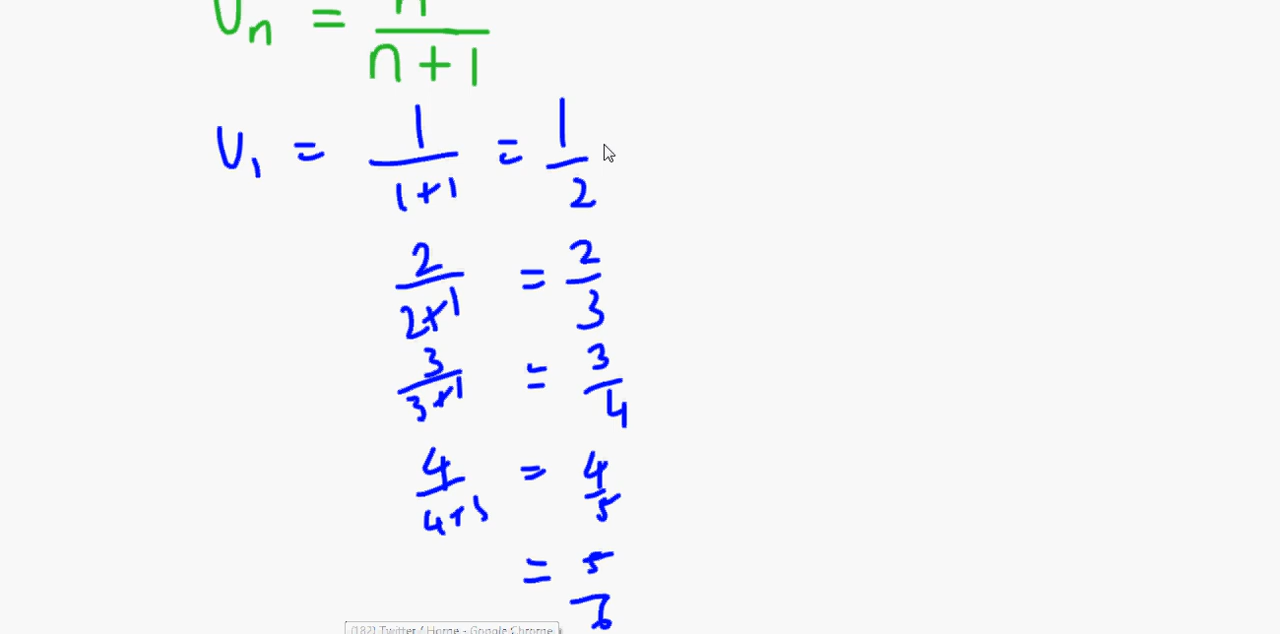 Un = n / n+1
U1 = 1 / 1+1 = 1 / 2
2 / 2+1 = 2 / 3
3 / 3+1 = 3 / 4
4 / 4+1 = 4 / 5
= 5 / 6
(182) Twitter / Home - Google Chrome